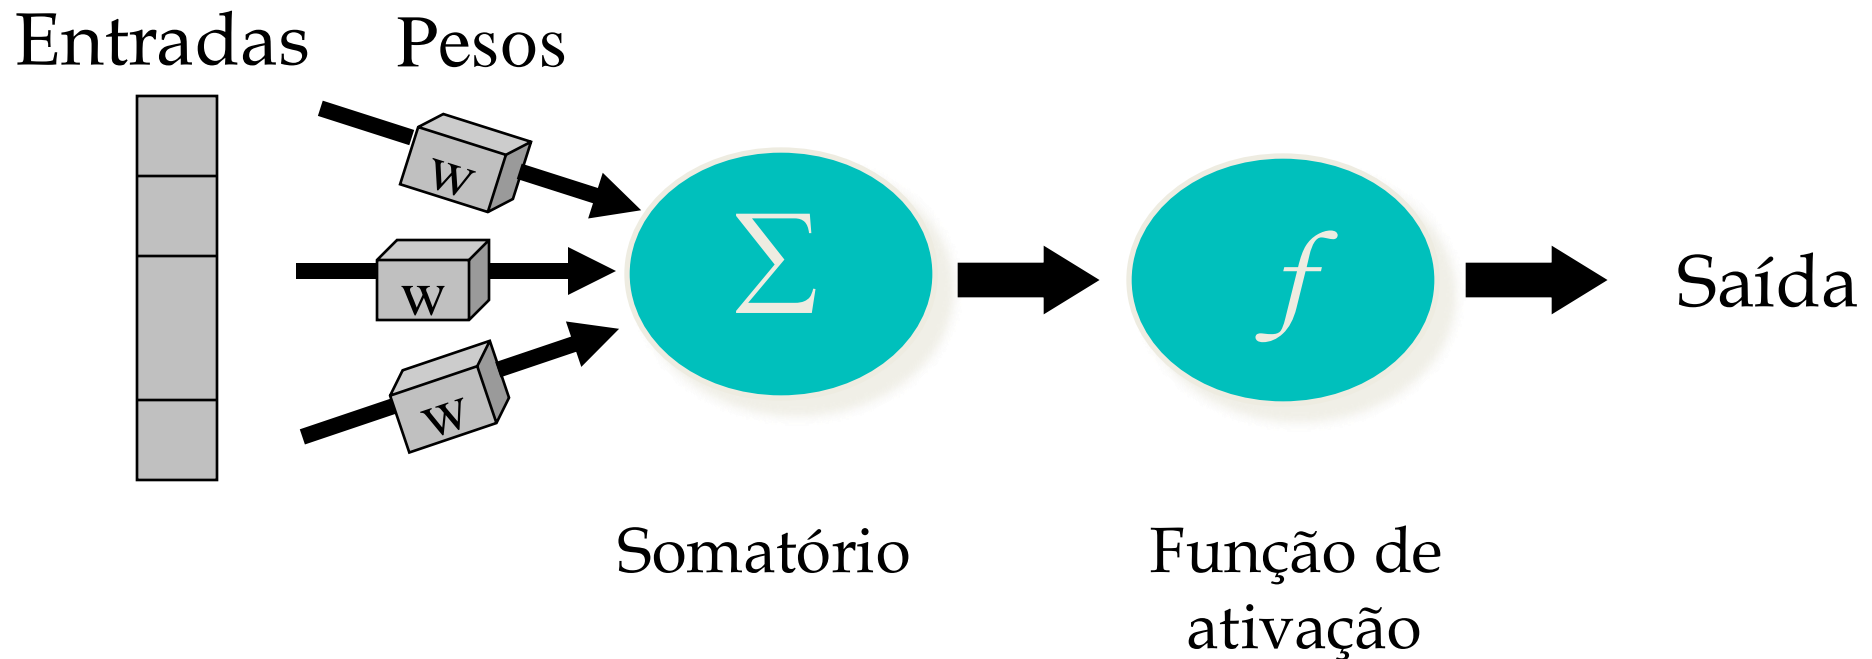 Entradas
Pesos
w
w
w
Σ
f
Saída
Somatório
Função de
ativação